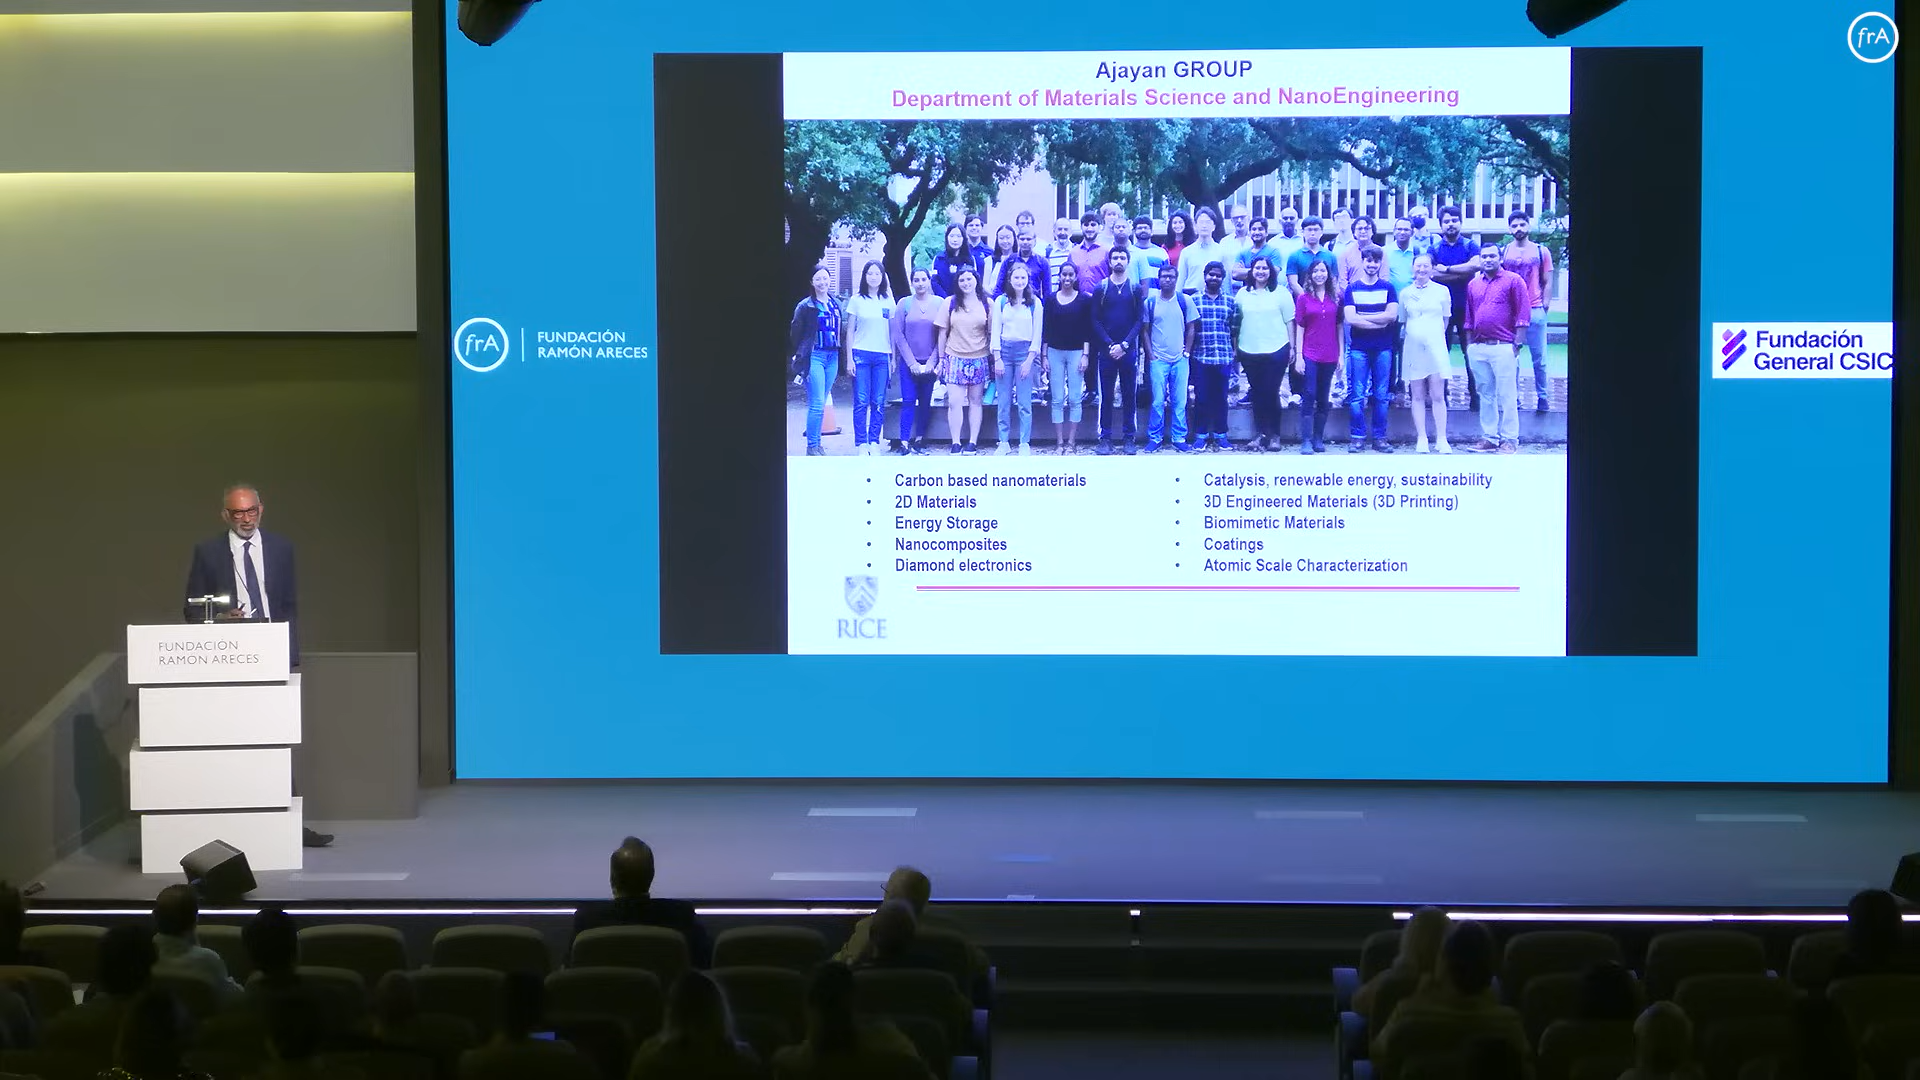 frA
Ajayan GROUP
Department of Materials Science and NanoEngineering
frA
FUNDACIÓN
RAMÓN ARECES
Fundación
General CSIC
• Carbon based nanomaterials
• 2D Materials
• Energy Storage
• Nanocomposites
• Diamond electronics
• Catalysis, renewable energy, sustainability
• 3D Engineered Materials (3D Printing)
• Biomimetic Materials
• Coatings
• Atomic Scale Characterization
RICE
FUNDACIÓN
RAMÓN ARECES